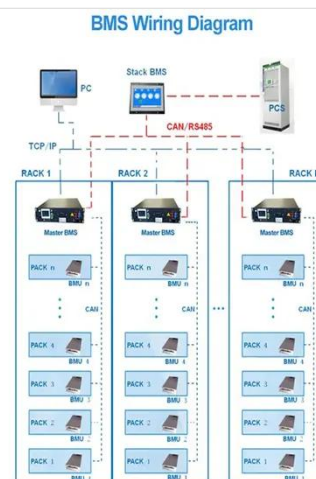 BMS Wiring Diagram
Stack BMS
PC
PCS
CAN/RS485
TCP/IP
RACK 1
RACK 2
RACK
Master BMS
Master BMS
Master BMS
PACK n
BMU n
PACK n
BMU n
PACK n
BMU n
CAN
CAN
CAN
PACK 4
BMU 4
PACK 4
BMU 4
PACK 4
BMU 4
PACK 3
BMU 3
PACK 3
BMU 3
PACK 3
BMU 3
PACK 2
BMU 2
PACK 2
BMU 2
PACK 2
BMU 2
PACK 1
PACK 1
PACK 1